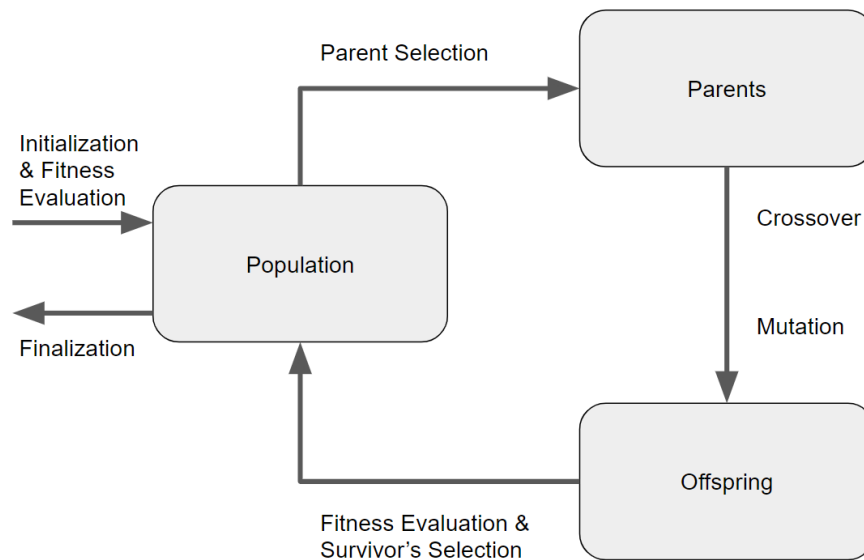 Parent Selection
Parents
Initialization
& Fitness
Evaluation
Crossover
Population
Mutation
Finalization
Offspring
Fitness Evaluation &
Survivor's Selection